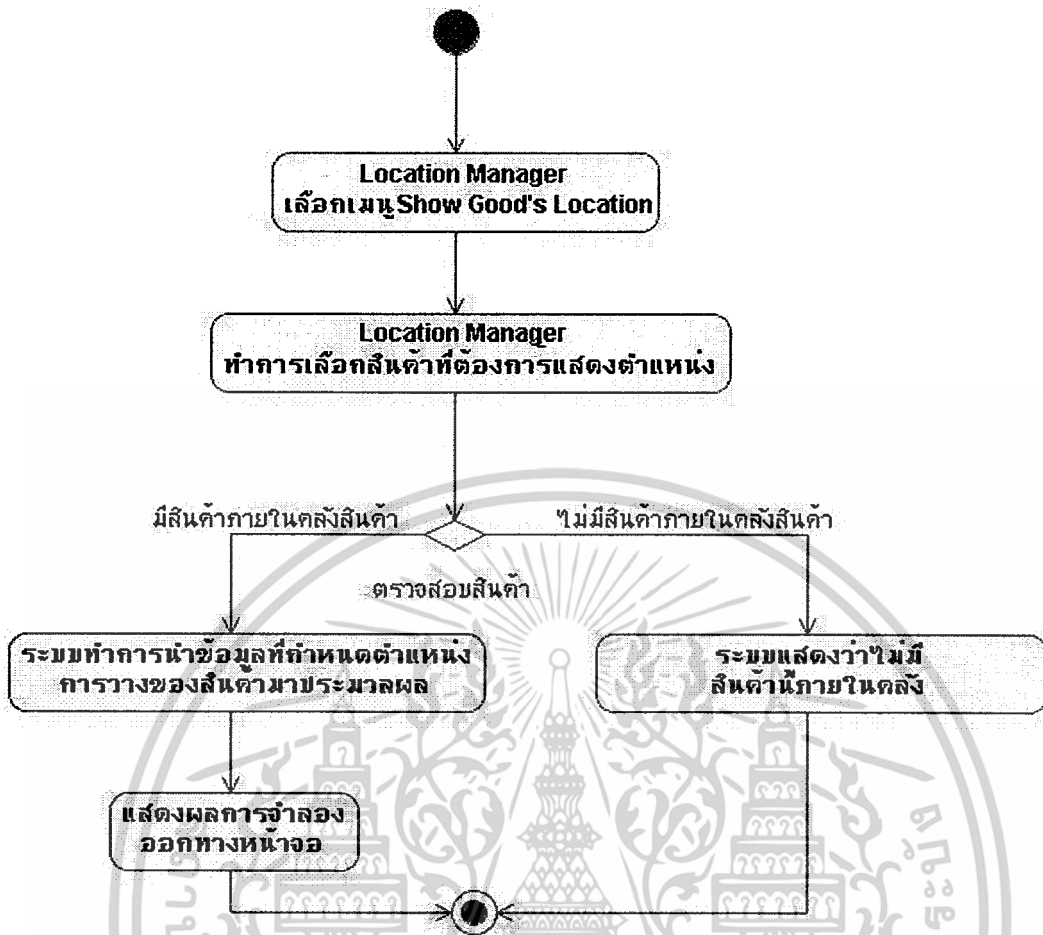 Location Manager
เลือกเมนู Show Good's Location
Location Manager
ทำการเลือกสินค้าที่ต้องการแสดงตำแหน่ง
มีสินค้าภายในคลังสินค้า
ไม่มีสินค้าภายในคลังสินค้า
ตรวจสอบสินค้า
ระบบทำการนำข้อมูลที่กำหนดตำแหน่ง
การวางของสินค้ามาประมวลผล
ระบบแสดงว่าไม่มี
สินค้านี้ภายในคลัง
แสดงผลการจำลอง
ออกทางหน้าจอ